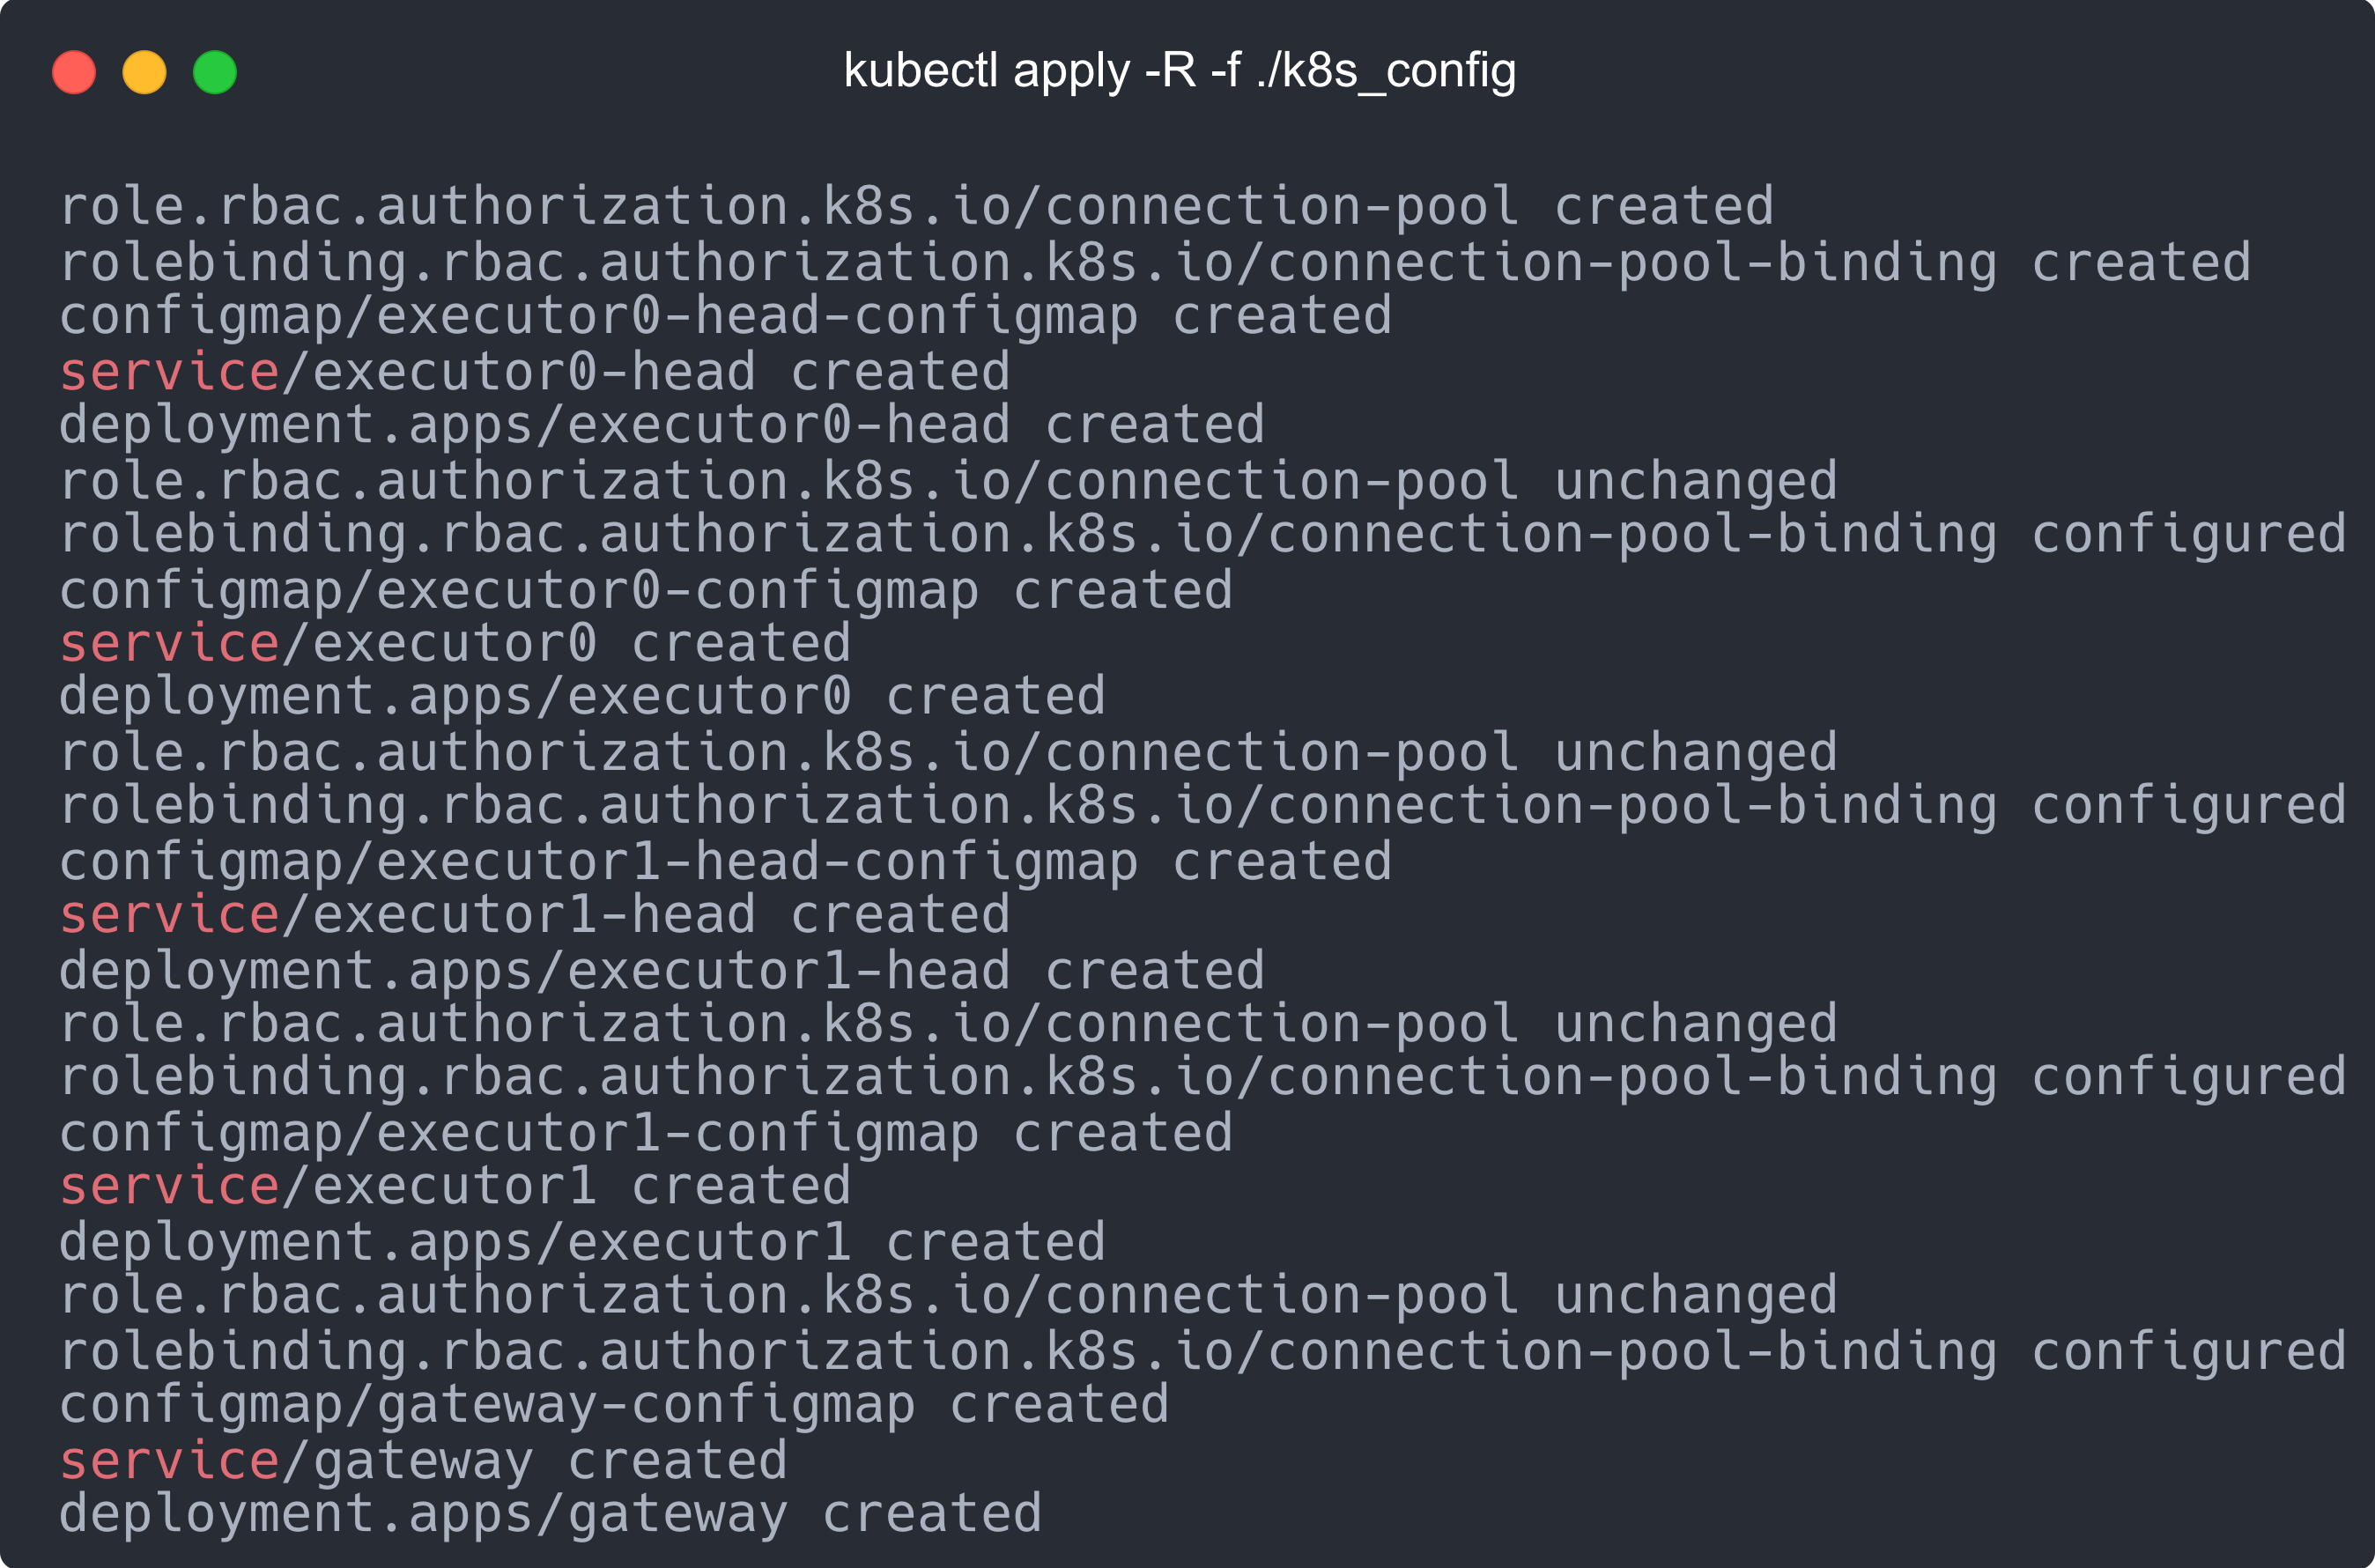 kubectl apply -R -f ./k8s_config
role.rbac.authorization.k8s.io/connection-pool created
rolebinding.rbac.authorization.k8s.io/connection-pool-binding created
configmap/executor0-head-configmap created
service/executor0-head created
deployment.apps/executor0-head created
role.rbac.authorization.k8s.io/connection-pool unchanged
rolebinding.rbac.authorization.k8s.io/connection-pool-binding configured
configmap/executor0-configmap created
service/executor0 created
deployment.apps/executor0 created
role.rbac.authorization.k8s.io/connection-pool unchanged
rolebinding.rbac.authorization.k8s.io/connection-pool-binding configured
configmap/executor1-head-configmap created
service/executor1-head created
deployment.apps/executor1-head created
role.rbac.authorization.k8s.io/connection-pool unchanged
rolebinding.rbac.authorization.k8s.io/connection-pool-binding configured
configmap/executor1-configmap created
service/executor1 created
deployment.apps/executor1 created
role.rbac.authorization.k8s.io/connection-pool unchanged
rolebinding.rbac.authorization.k8s.io/connection-pool-binding configured
configmap/gateway-configmap created
service/gateway created
deployment.apps/gateway created